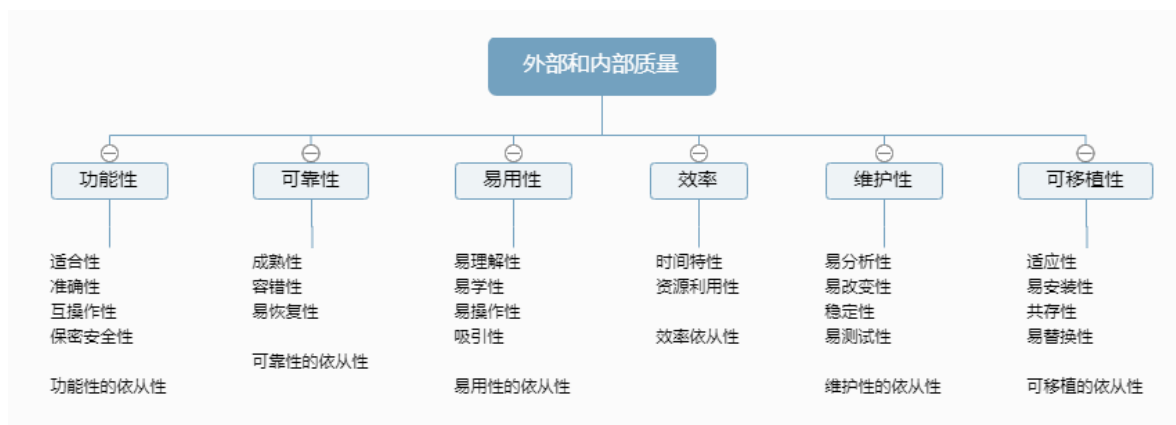 外部和内部质量
功能性
可靠性
易用性
效率
维护性
可移植性
适合性
准确性
互操作性
保密安全性
功能性的依从性
成熟性
容错性
易恢复性
可靠性的依从性
易理解性
易学性
易操作性
吸引性
易用性的依从性
时间特性
资源利用性
效率依从性
易分析性
易改变性
稳定性
易测试性
维护性的依从性
适应性
易安装性
共存性
易替换性
可移植的依从性